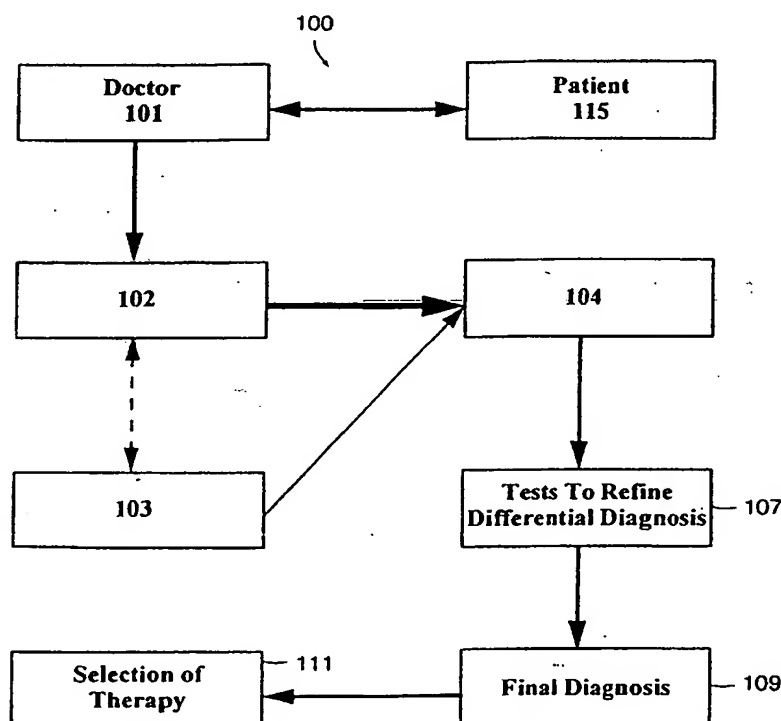 100
Doctor
101
Patient
115
102
104
103
Tests To Refine
Differential Diagnosis
107
Selection of
Therapy
111
Final Diagnosis
109